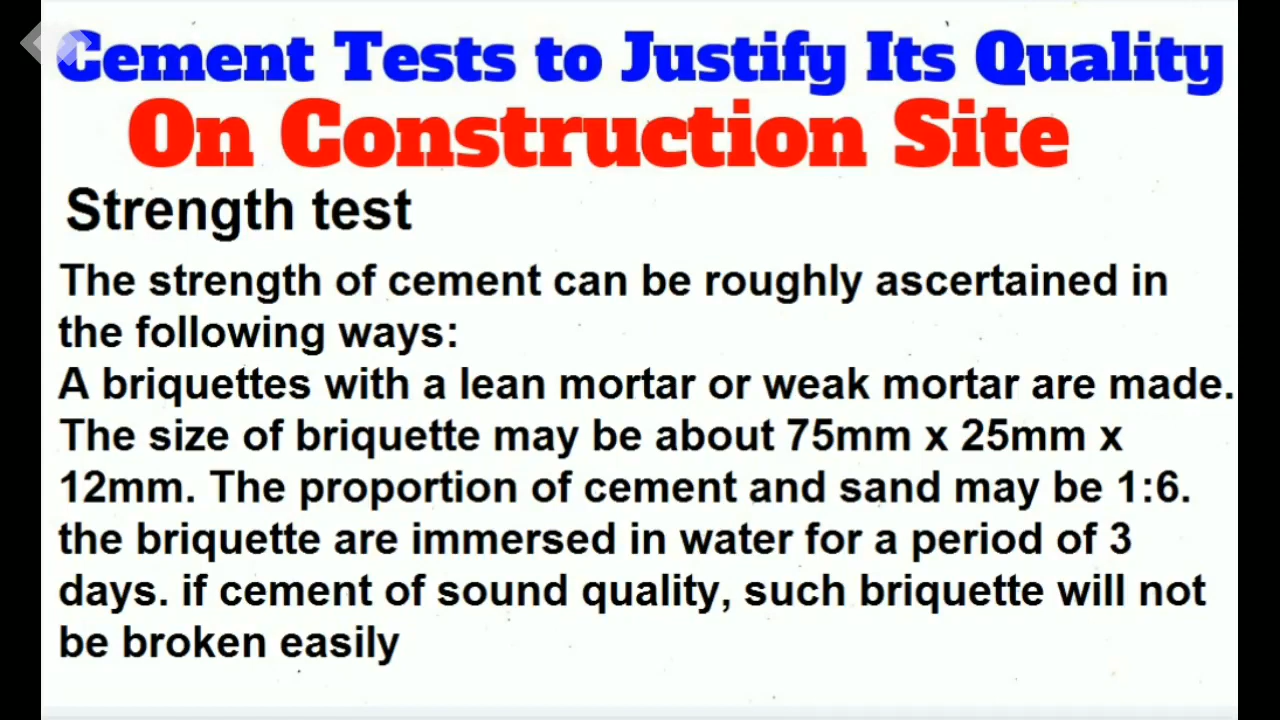 Cement Tests to Justify Its Quality
On Construction Site
Strength test
The strength of cement can be roughly ascertained in
the following ways:
A briquettes with a lean mortar or weak mortar are made.
The size of briquette may be about 75mm x 25mm x
12mm. The proportion of cement and sand may be 1:6.
the briquette are immersed in water for a period of 3
days. if cement of sound quality, such briquette will not
be broken easily